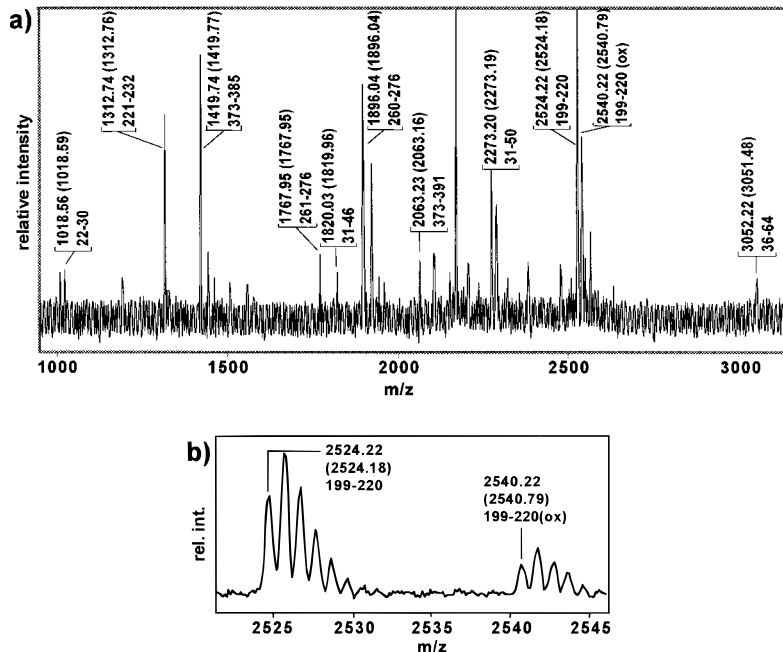 a)
relative intensity
1018.56 (1018.59)
22-30
1312.74 (1312.76)
221-232
1419.74 (1419.77)
373-385
1767.95 (1767.95)
261-276
1820.03 (1819.96)
31-46
1896.04 (1896.04)
260-276
2063.23 (2063.16)
373-391
2273.20 (2273.19)
31-50
2524.22 (2524.18)
199-220
2540.22 (2540.79)
199-220 (ox)
3052.22 (3051.48)
36-64
1000 1500 2000 2500 3000
m/z
b)
rel. int.
2524.22
(2524.18)
199-220
2540.22
(2540.79)
199-220(ox)
2525 2530 2535 2540 2545
m/z